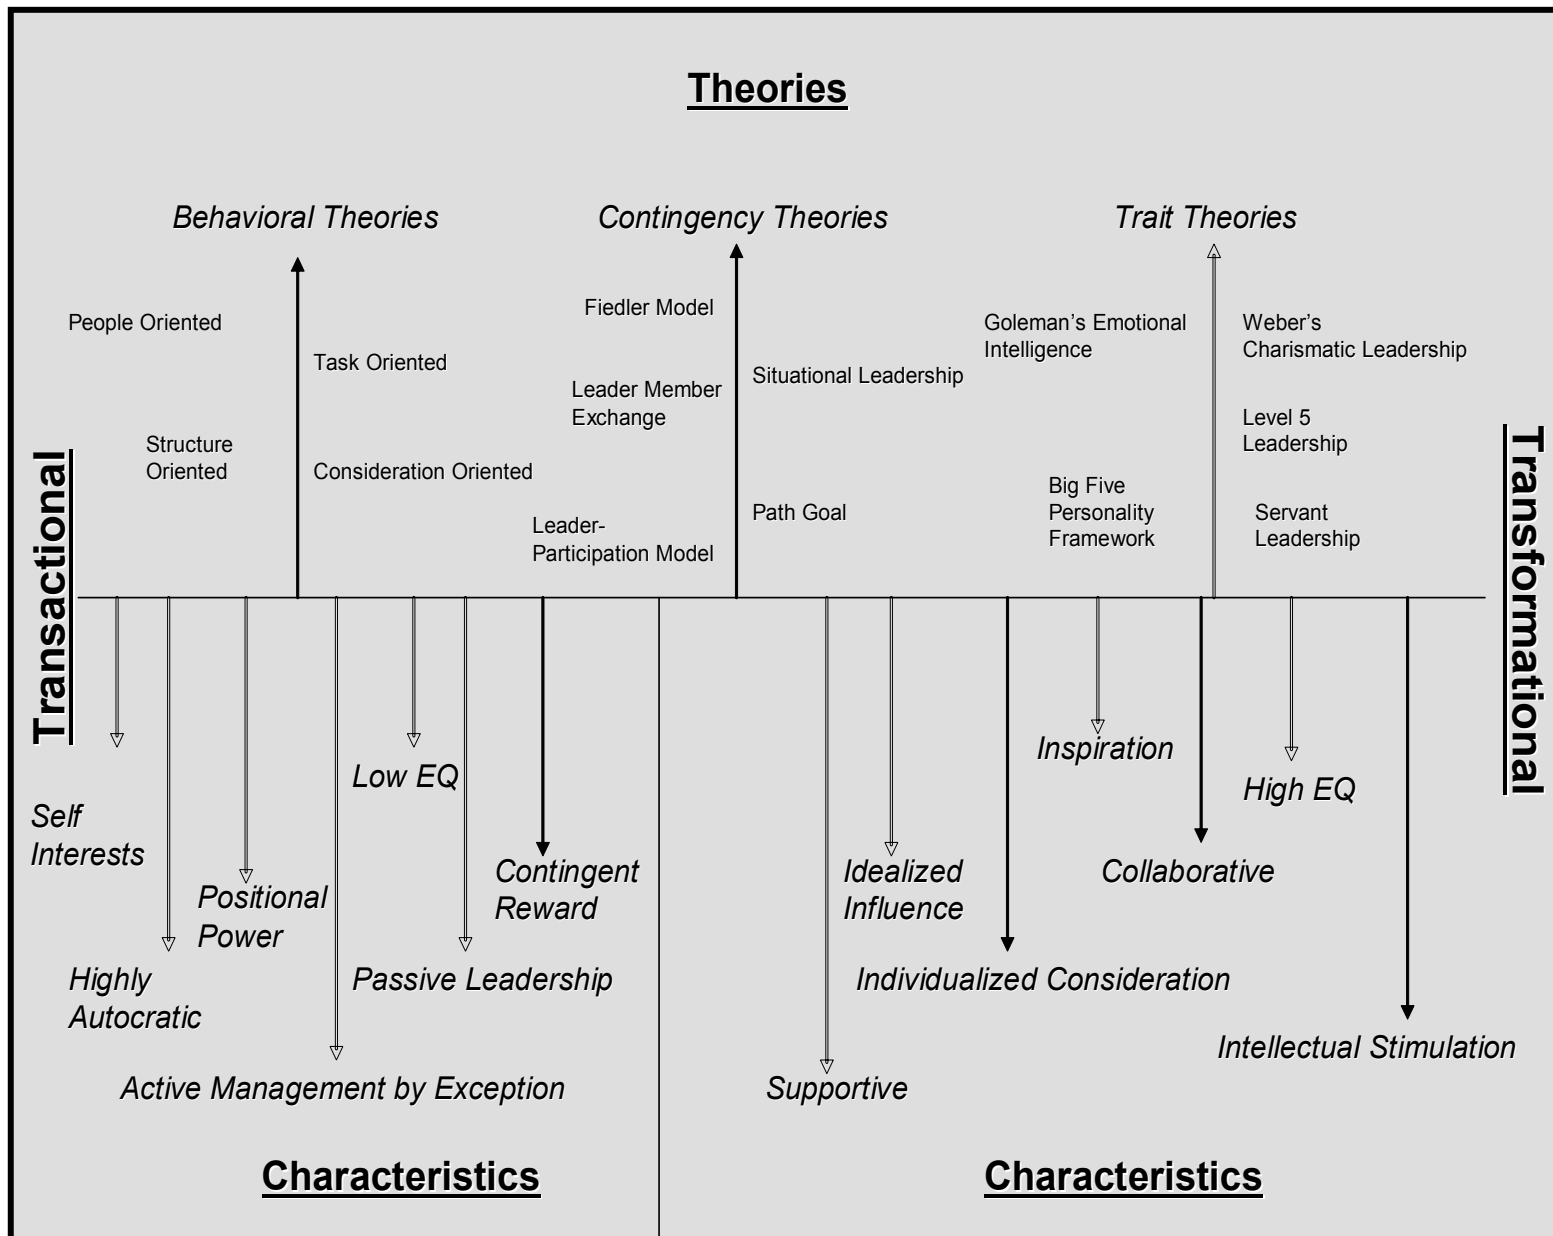 Theories
Behavioral Theories
Contingency Theories
Trait Theories
People Oriented
Task Oriented
Structure
Oriented
Consideration Oriented
Fiedler Model
Situational Leadership
Leader Member
Exchange
Path Goal
Leader-
Participation Model
Goleman's Emotional
Intelligence
Weber's
Charismatic Leadership
Level 5
Leadership
Big Five
Personality
Framework
Servant
Leadership
Transactional
Transformational
Self
Interests
Highly
Autocratic
Positional
Power
Active Management by Exception
Low EQ
Passive Leadership
Contingent
Reward
Supportive
Idealized
Influence
Individualized Consideration
Inspiration
Collaborative
High EQ
Intellectual Stimulation
Characteristics
Characteristics